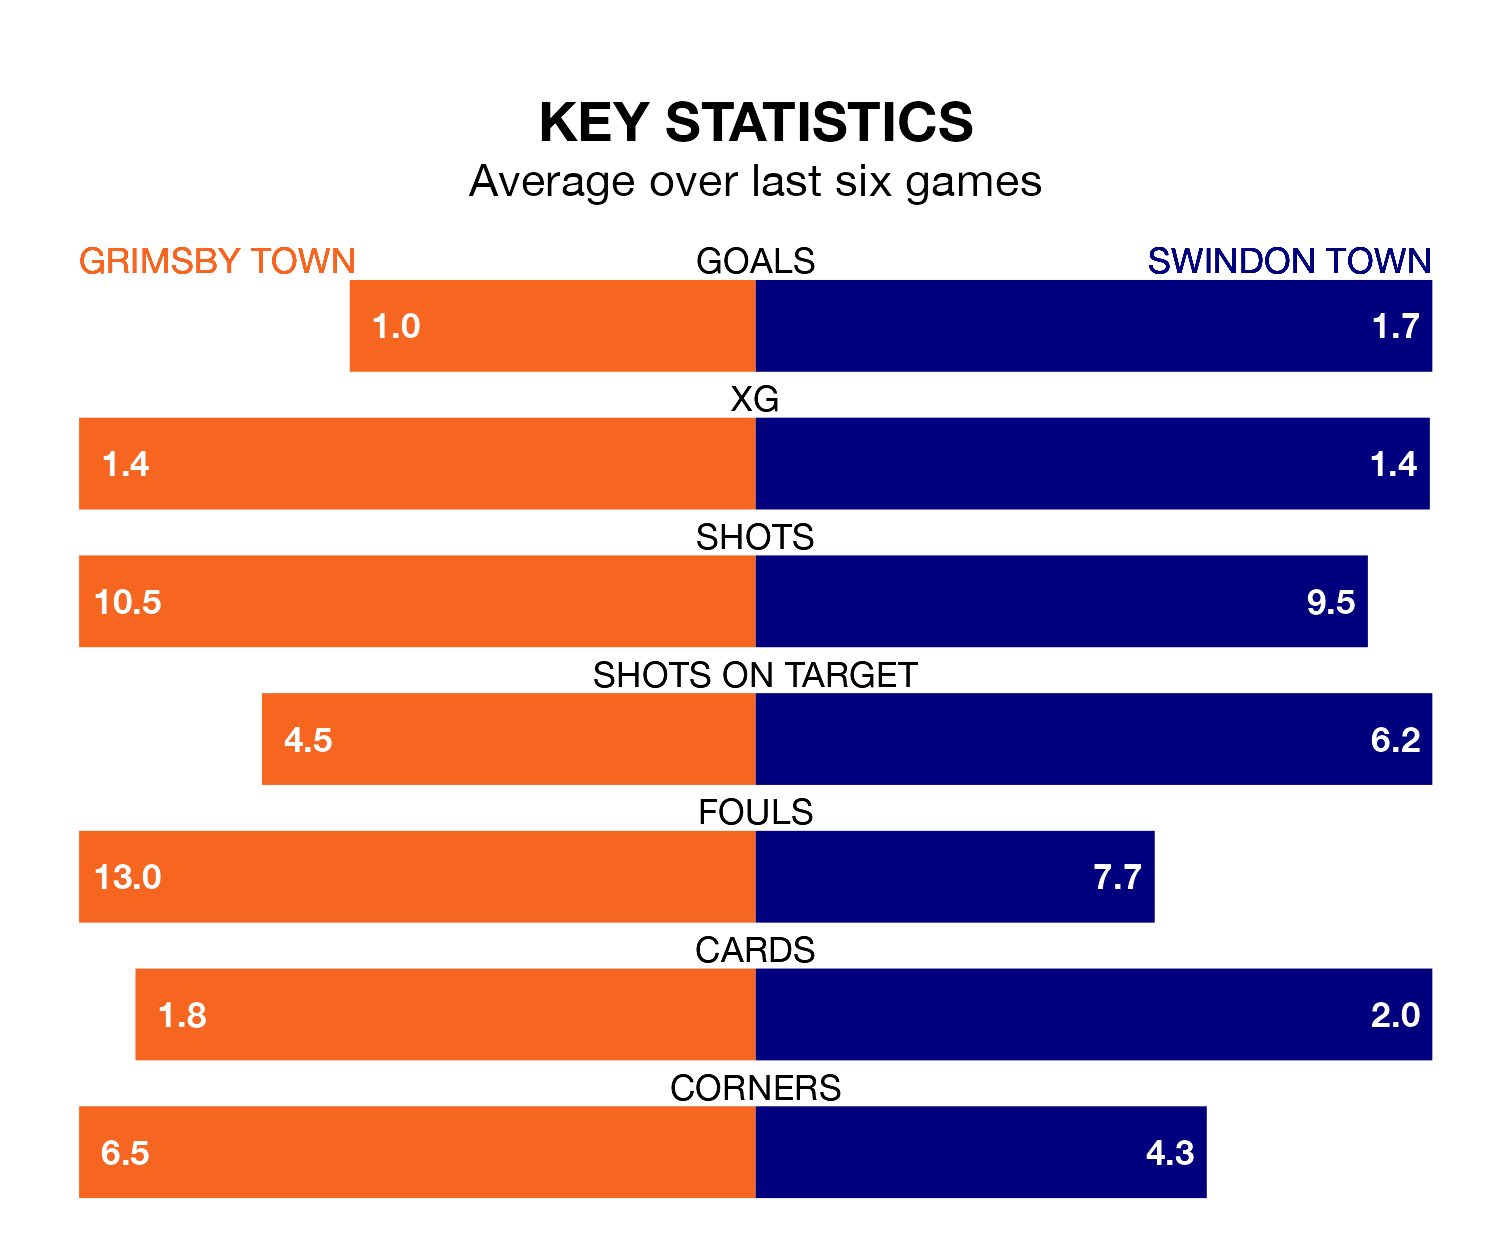 KEY STATISTICS
Average over last six games
GRIMSBY TOWN GOALS SWINDON TOWN
1.0 1.7
XG
1.4 1.4
SHOTS
10.5 9.5
SHOTS ON TARGET
4.5 6.2
FOULS
13.0 7.7
CARDS
1.8 2.0
CORNERS
6.5 4.3